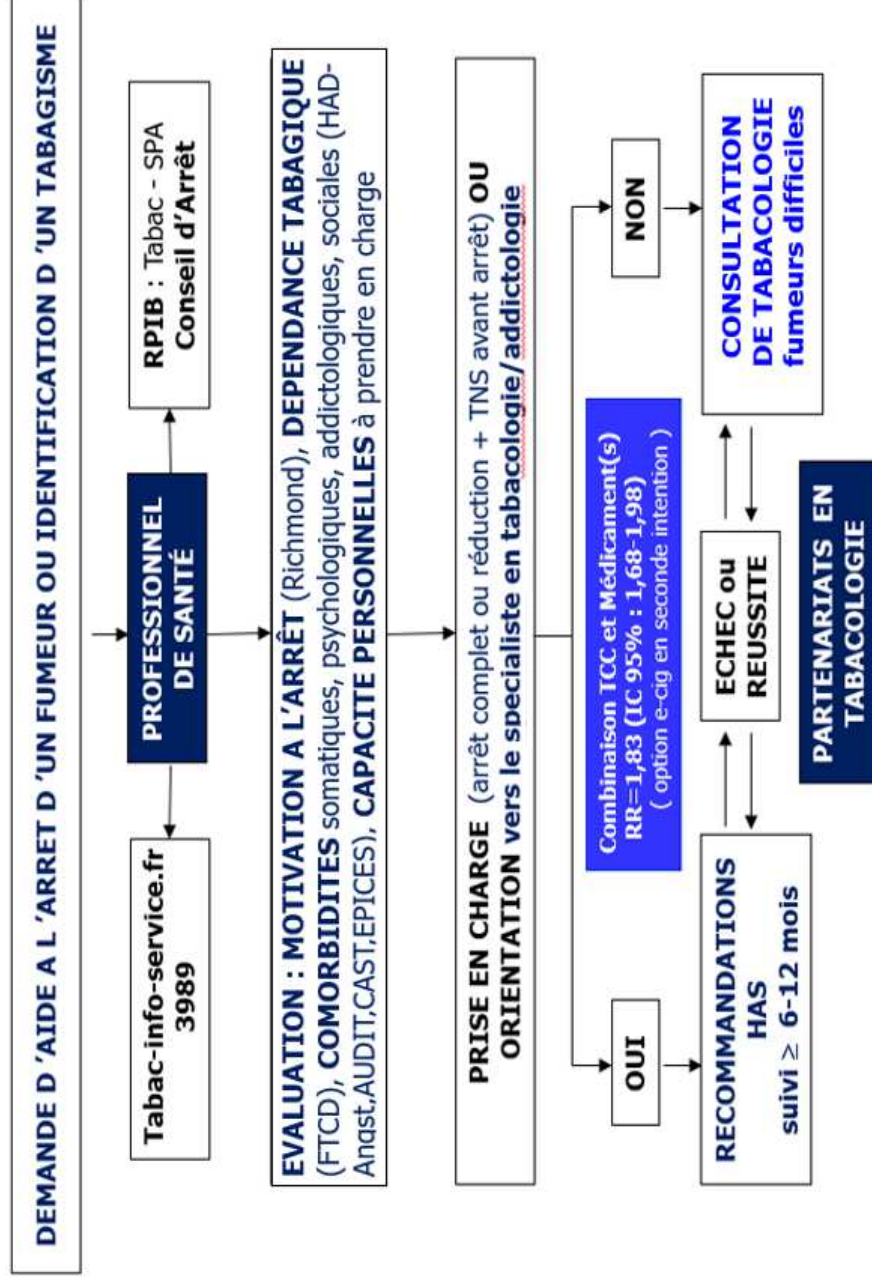 DEMANDE D 'AIDE A L 'ARRET D 'UN FUMEUR OU IDENTIFICATION D 'UN TABAGISME
Tabac-info-service.fr
3989
PROFESSIONNEL
DE SANTÉ
RPIB : Tabac - SPA
Conseil d'Arrêt
EVALUATION : MOTIVATION A L'ARRÊT (Richmond), DEPENDANCE TABAGIQUE
(FTCD), COMORBIDITES somatiques, psychologiques, addictologiques, sociales (HAD-
Angst,AUDIT,CAST,EPICES), CAPACITE PERSONNELLES à prendre en charge
PRISE EN CHARGE (arrêt complet ou réduction + TNS avant arrêt) OU
ORIENTATION vers le specialiste en tabacologie/addictologie
OUI
Combinaison TCC et Médicament(s)
RR=1,83 (IC 95% : 1,68-1,98)
( option e-cig en seconde intention )
NON
RECOMMANDATIONS
HAS
suivi ≥ 6-12 mois
ECHEC ou
REUSSITE
CONSULTATION
DE TABACOLOGIE
fumeurs difficiles
PARTENARIATS EN
TABACOLOGIE